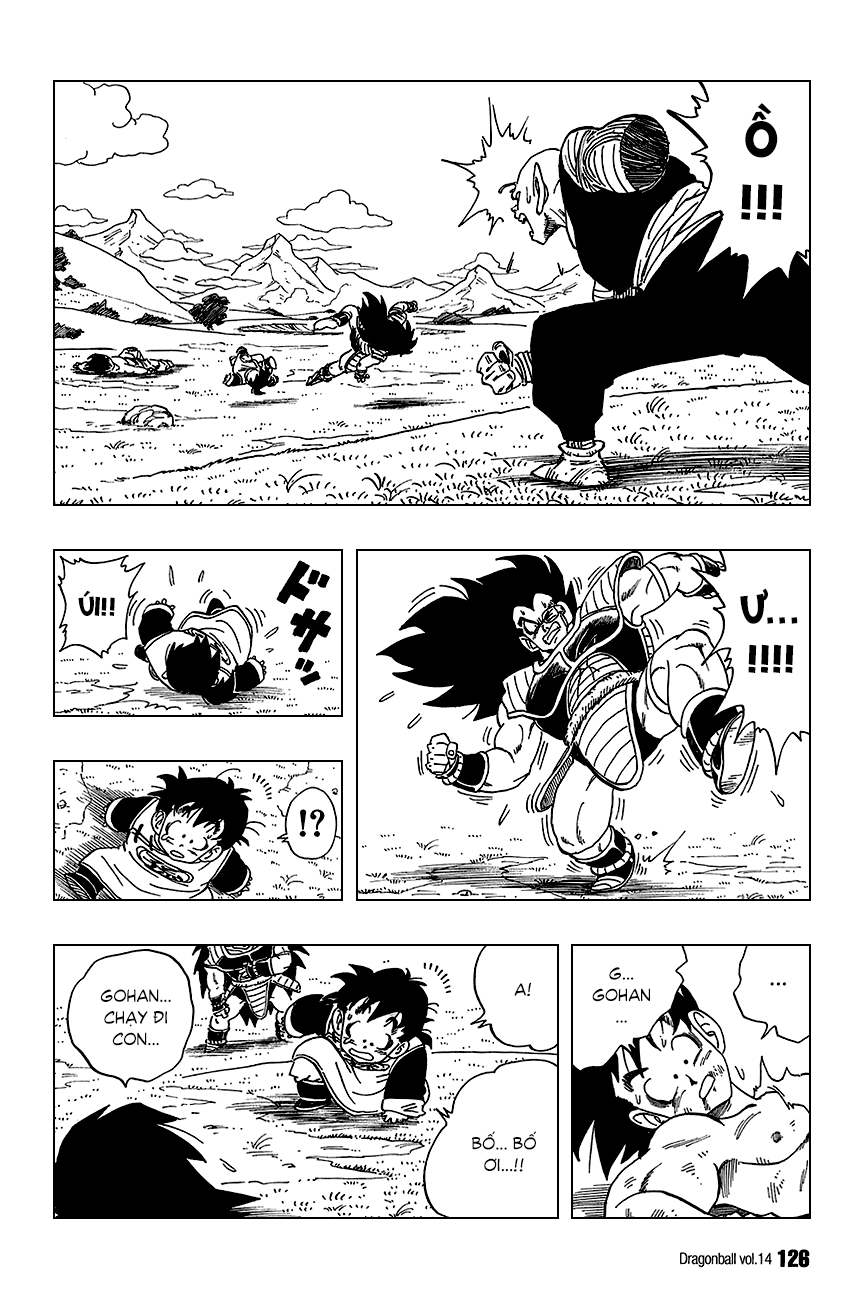 Ồ
!!!
Ư...
!!!!
ÚI!!
ドサッ
!?
...
G...
GOHAN
...
A!
BỐ... BỐ
ƠI...!!
GOHAN...
CHẠY ĐI
CON...
Dragonball vol.14 126